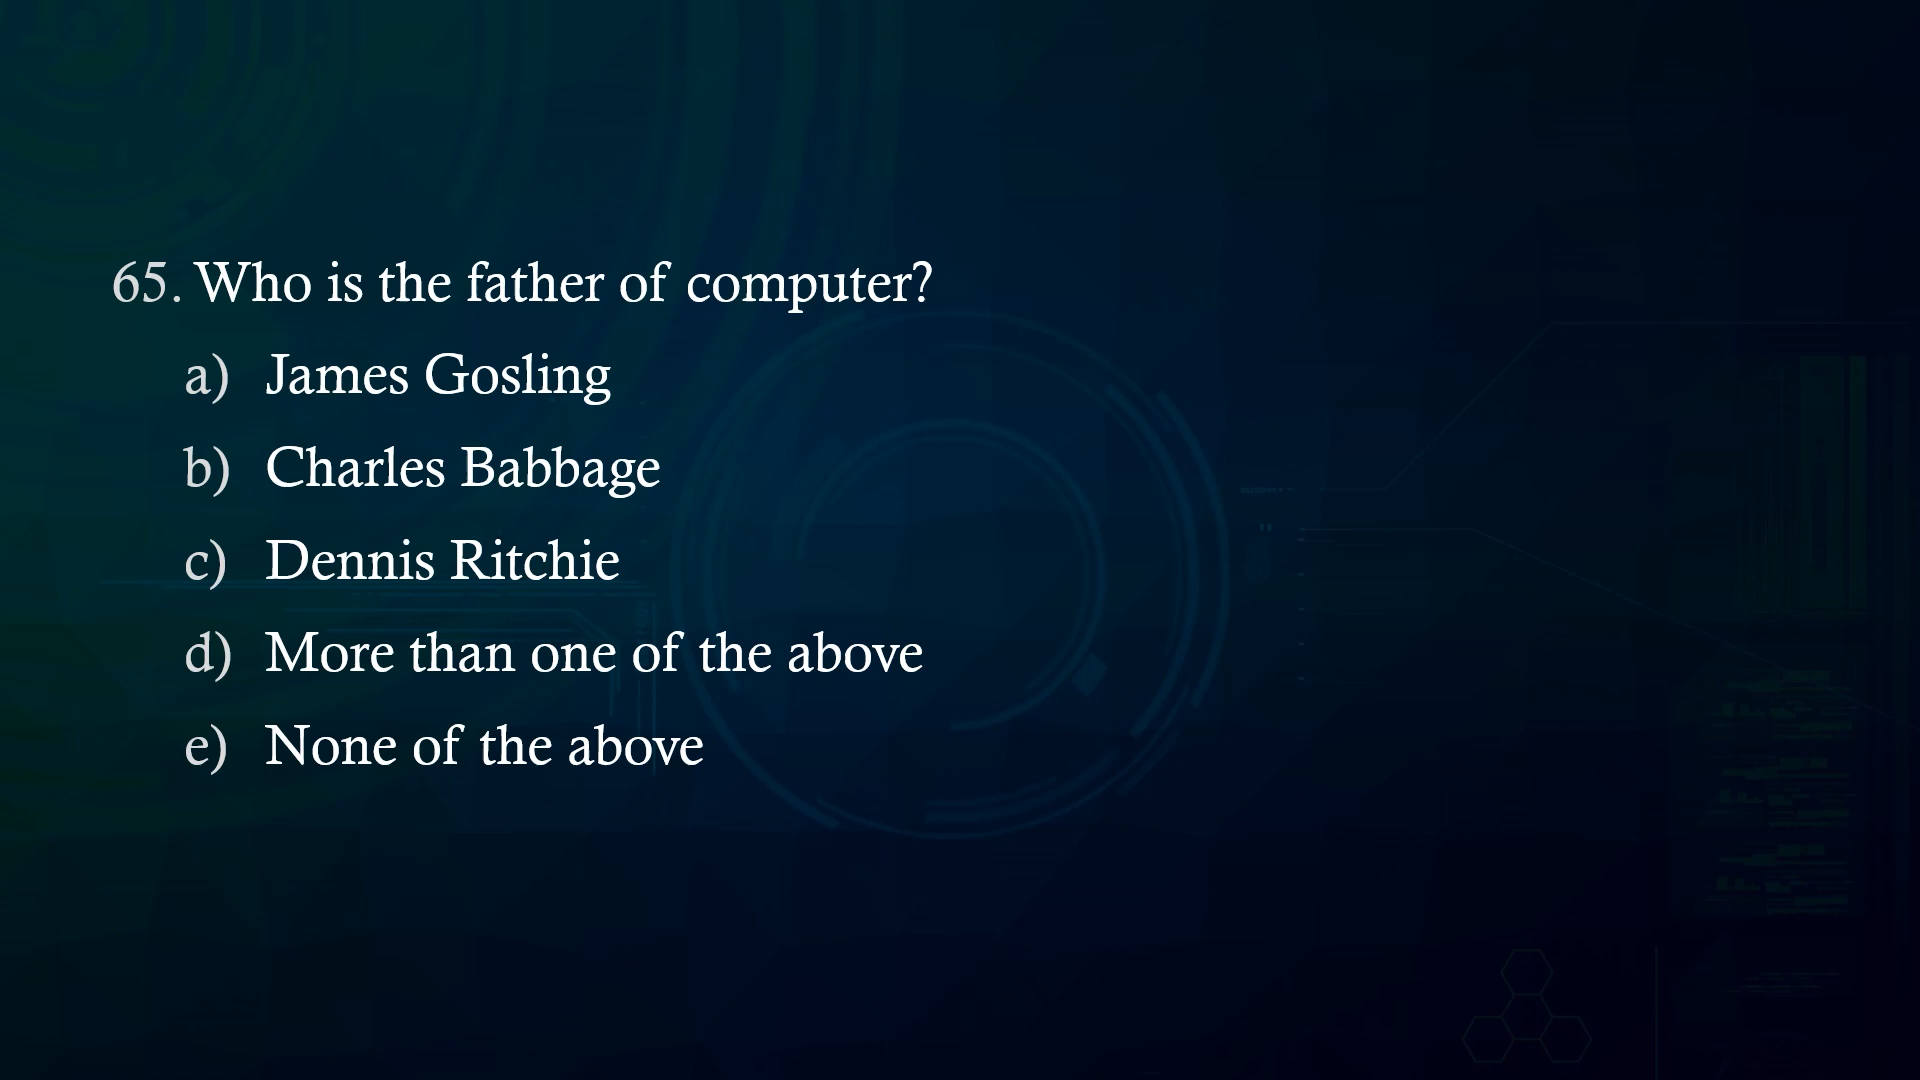 65. Who is the father of computer?
a) James Gosling
b) Charles Babbage
c) Dennis Ritchie
d) More than one of the above
e) None of the above